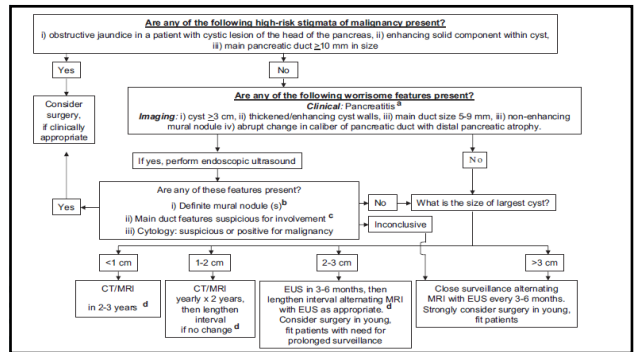 Are any of the following high-risk stigmata of malignancy present?
i) obstructive jaundice in a patient with cystic lesion of the head of the pancreas, ii) enhancing solid component within cyst,
iii) main pancreatic duct ≥10 mm in size
Yes
No
Consider
surgery,
if clinically
appropriate
Are any of the following worrisome features present?
Clinical: Pancreatitis a
Imaging: i) cyst ≥3 cm, ii) thickened/enhancing cyst walls, iii) main duct size 5-9 mm, iii) non-enhancing
mural nodule iv) abrupt change in caliber of pancreatic duct with distal pancreatic atrophy.
If yes, perform endoscopic ultrasound
No
Are any of these features present?
i) Definite mural nodule (s) b
ii) Main duct features suspicious for involvement c
iii) Cytology: suspicious or positive for malignancy
Yes
No
What is the size of largest cyst?
Inconclusive
<1 cm
1-2 cm
2-3 cm
>3 cm
CT/MRI
in 2-3 years d
CT/MRI
yearly x 2 years,
then lengthen
interval
if no change d
EUS in 3-6 months, then
lengthen interval alternating MRI
with EUS as appropriate. d
Consider surgery in young,
fit patients with need for
prolonged surveillance
Close surveillance alternating
MRI with EUS every 3-6 months.
Strongly consider surgery in young,
fit patients